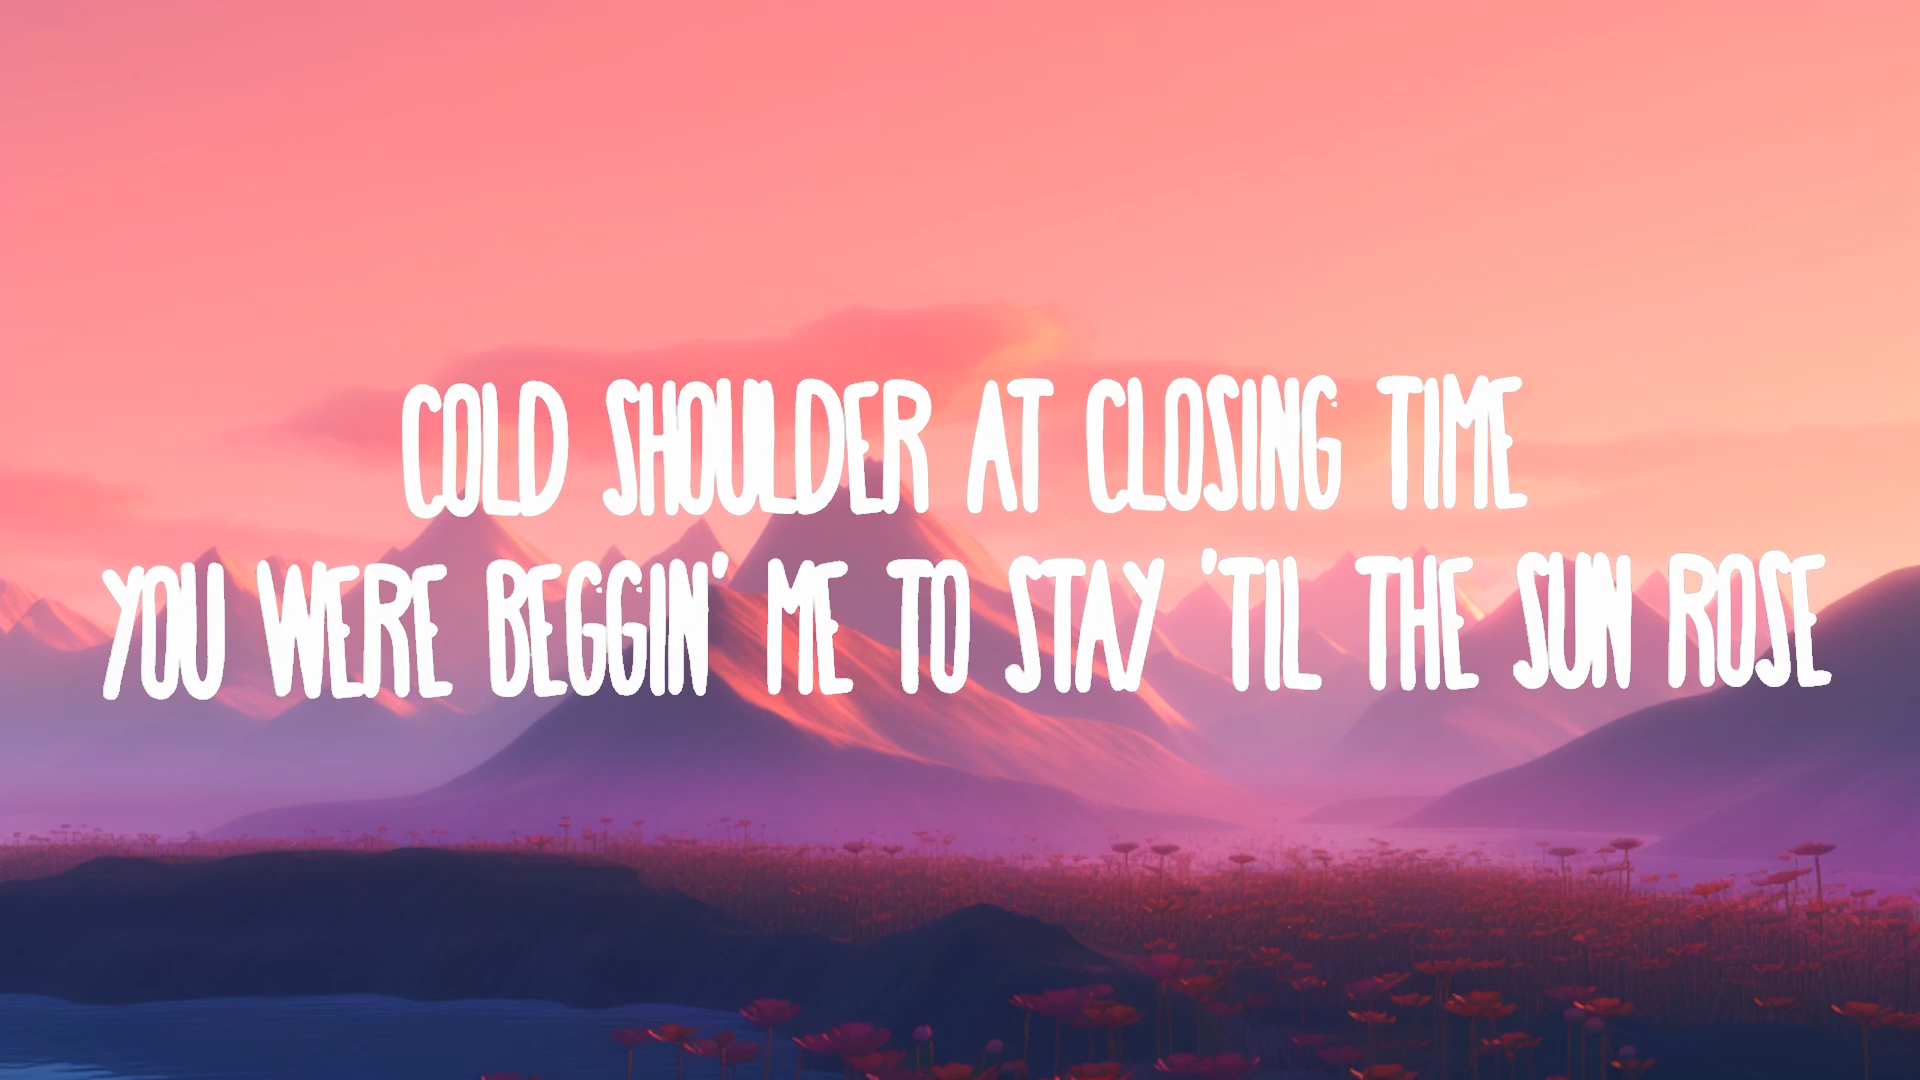 COLD SHOULDER AT CLOSING TIME
YOU WERE BEGGIN' ME TO STAY 'TIL THE SUN ROSE